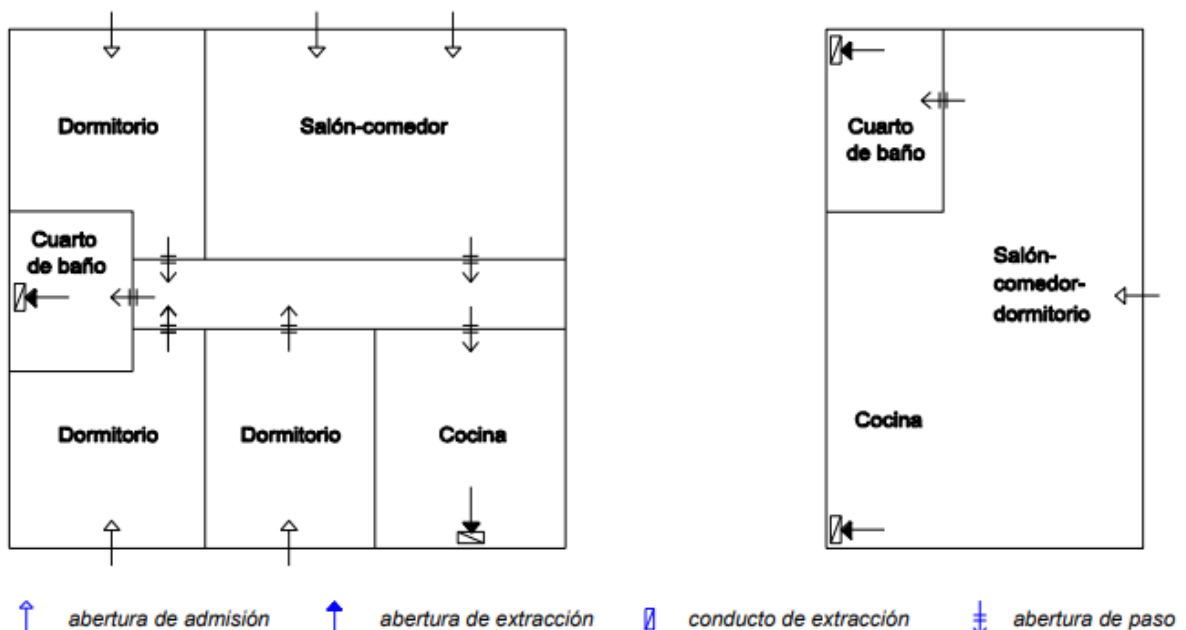 Dormitorio
Salón-comedor
Cuarto
de baño
Dormitorio
Dormitorio
Cocina
Cuarto
de baño
Salón-
comedor-
dormitorio
Cocina
abertura de admisión
abertura de extracción
conducto de extracción
abertura de paso